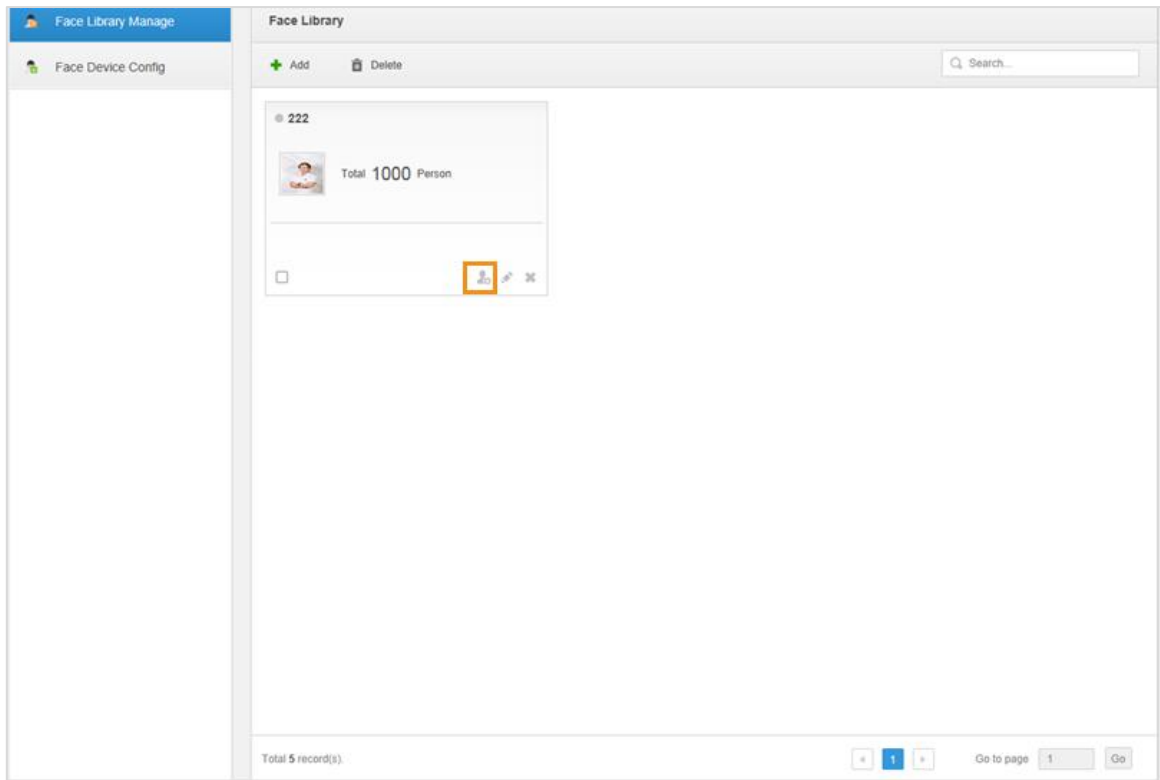 Face Library Manage
Face Device Config
Face Library
Add Delete Search...
222
Total 1000 Person
Total 5 record(s).
1 Go to page 1 Go